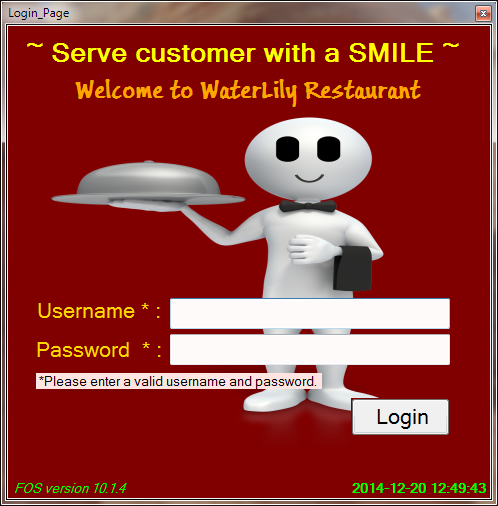 Login_Page
~ Serve customer with a SMILE ~
Welcome to WaterLily Restaurant
Username * :
Password * :
*Please enter a valid username and password.
Login
FOS version 10.1.4
2014-12-20 12:49:43